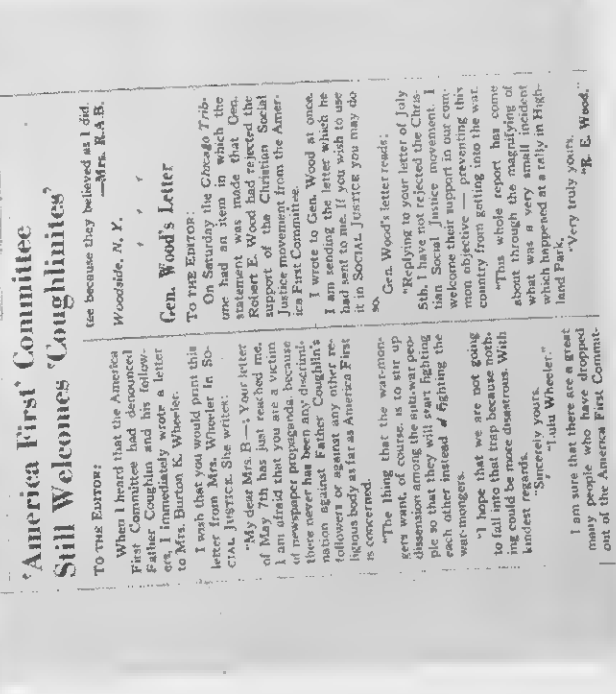 'America First' Committee
Still Welcomes 'Coughlinites'
TO THE EDITOR:
When I heard that the America
First Committee had denounced
Father Coughlin and his follow-
ers, I immediately wrote a letter
to Mrs. Burton K. Wheeler.
I wish that you would print this
letter from Mrs. Wheeler in SO-
CIAL JUSTICE. She writes:
"My dear Mrs. B—: Your letter
of May 7th has just reached me.
I am afraid that you are a victim
of newspaper propaganda, because
there never has been any discrimi-
nation against Father Coughlin's
followers or against any other re-
ligious body as far as America First
is concerned.
"The thing that the war-mon-
gers want, of course, is to stir up
dissension among the anti-war peo-
ple so that they will start fighting
each other instead of fighting the
war-mongers.
"I hope that we are not going
to fall into that trap because noth-
ing could be more disastrous. With
kindest regards.
"Sincerely yours,
"Lulu Wheeler."
I am sure that there are a great
many people who have dropped
out of the America First Commit-
tee because they believed as I did.
—Mrs. R.A.B.
Woodside, N. Y.
Gen. Wood's Letter
TO THE EDITOR:
On Saturday the Chicago Trib-
une had an item in which the
statement was made that Gen.
Robert E. Wood had rejected the
support of the Christian Social
Justice movement from the Amer-
ica First Committee.
I wrote to Gen. Wood at once.
I am sending the letter which he
had sent to me. If you wish to use
it in SOCIAL JUSTICE you may do
so.
Gen. Wood's letter reads:
"Replying to your letter of July
5th, I have not rejected the Chris-
tian Social Justice movement. I
welcome their support in our com-
mon objective — preventing this
country from getting into the war.
"This whole report has come
about through the magnifying of
what was a very small incident
which happened at a rally in High-
land Park.
"Very truly yours,
"R. E. Wood."